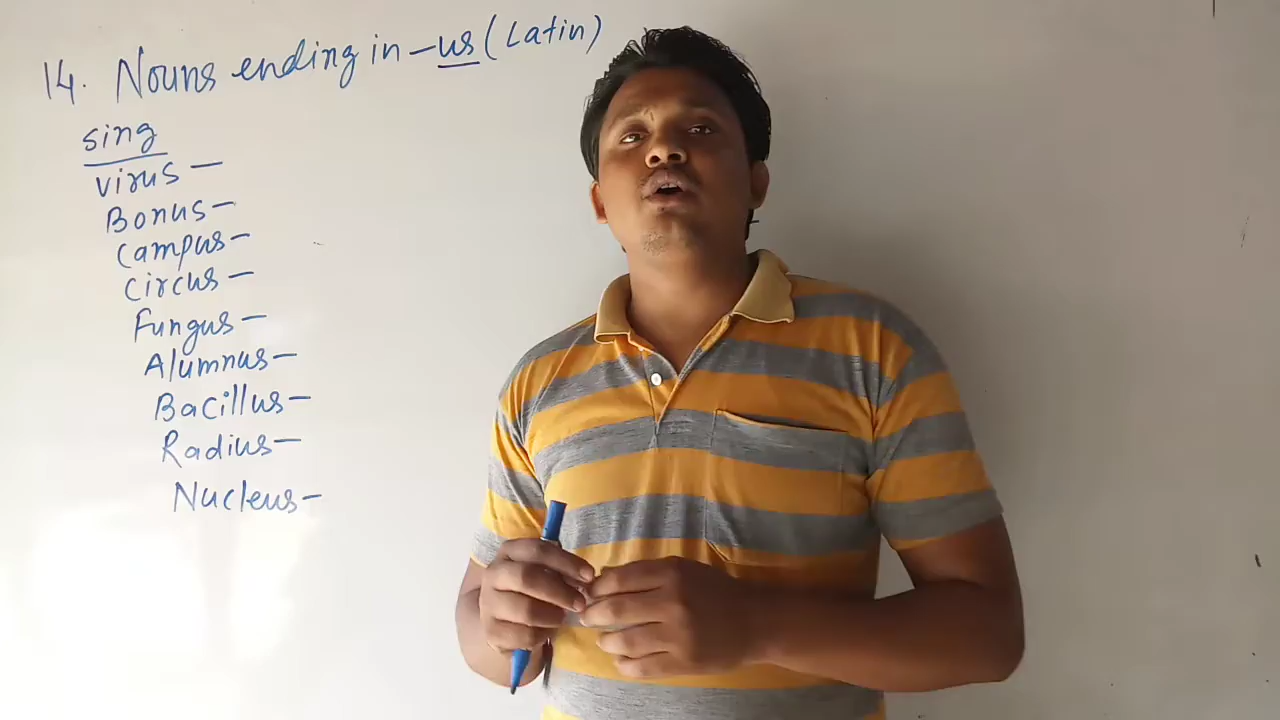 14. Nouns ending in -us (Latin)
sing
virus -
Bonus -
Campus -
Circus -
Fungus -
Alumnus -
Bacillus -
Radius -
Nucleus -